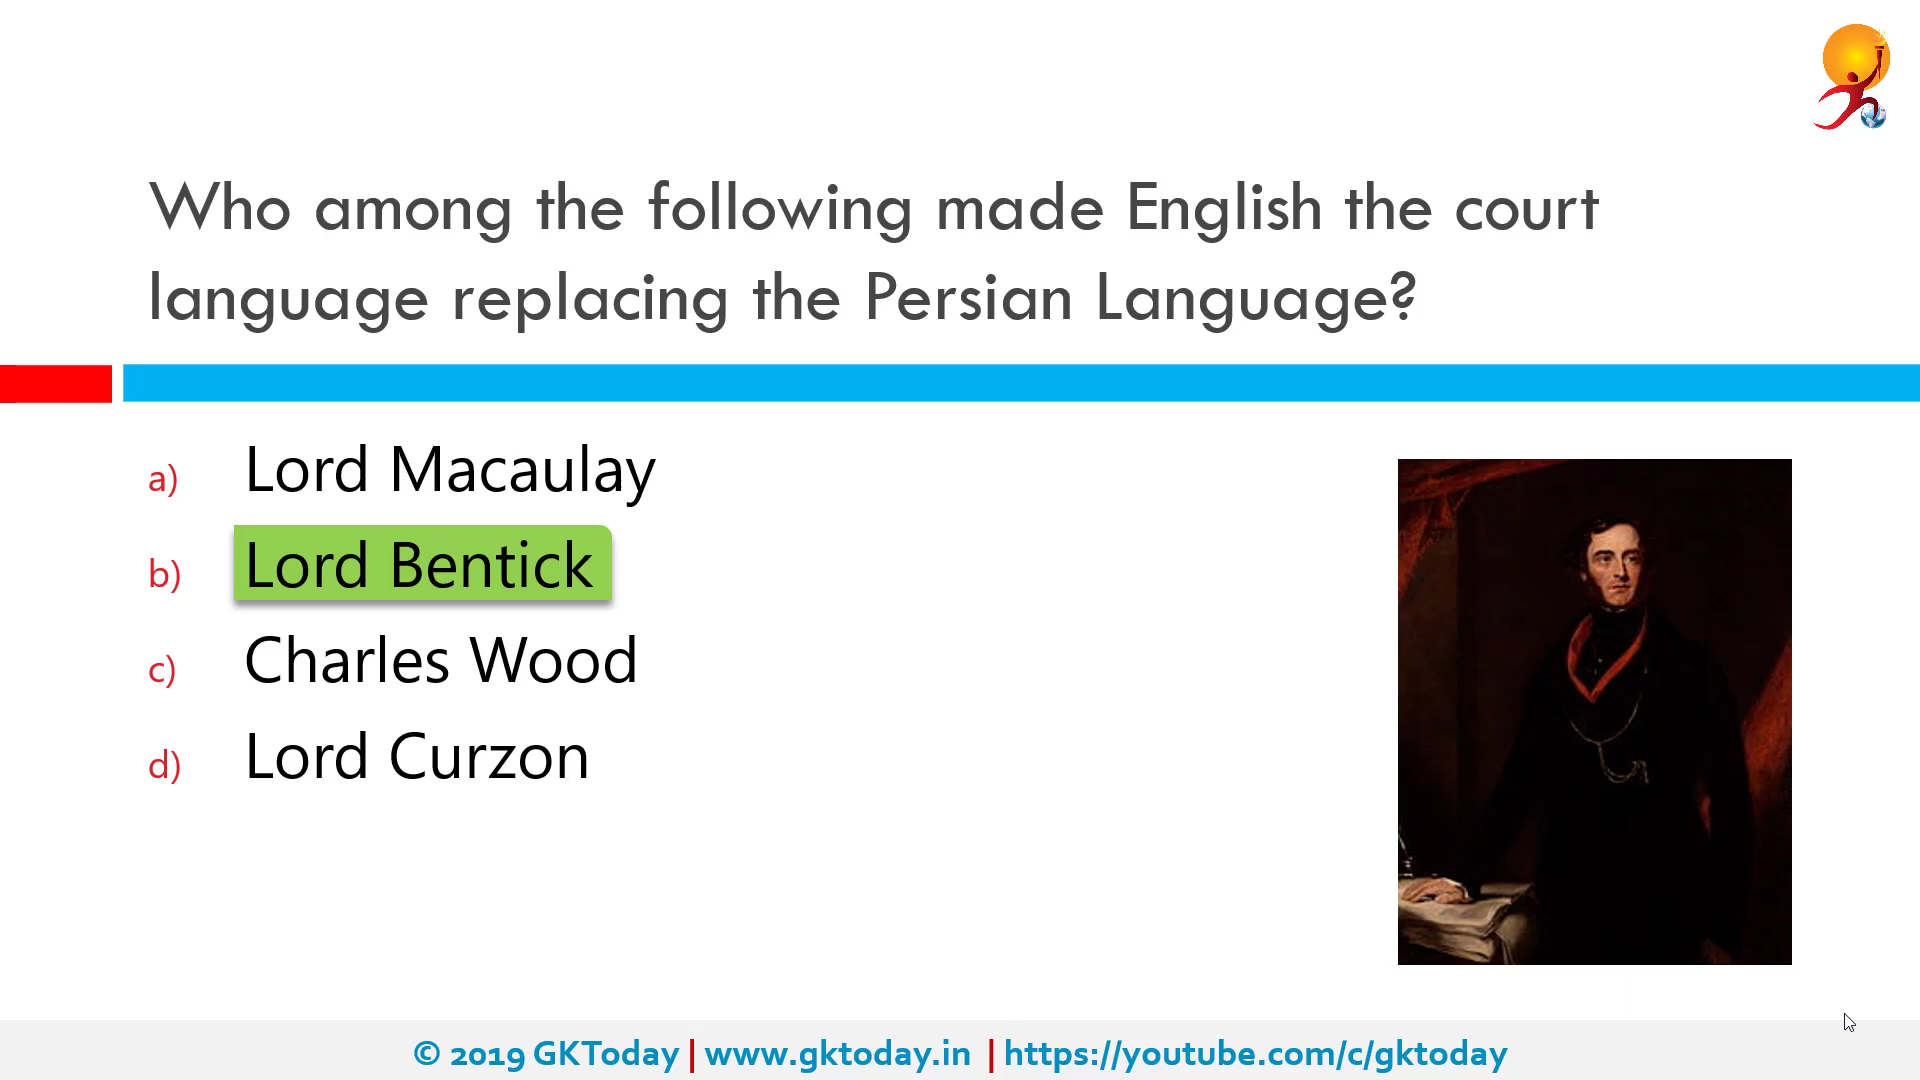 Who among the following made English the court
language replacing the Persian Language?
a) Lord Macaulay
b) Lord Bentick
c) Charles Wood
d) Lord Curzon
© 2019 GKToday | www.gktoday.in | https://youtube.com/c/gktoday